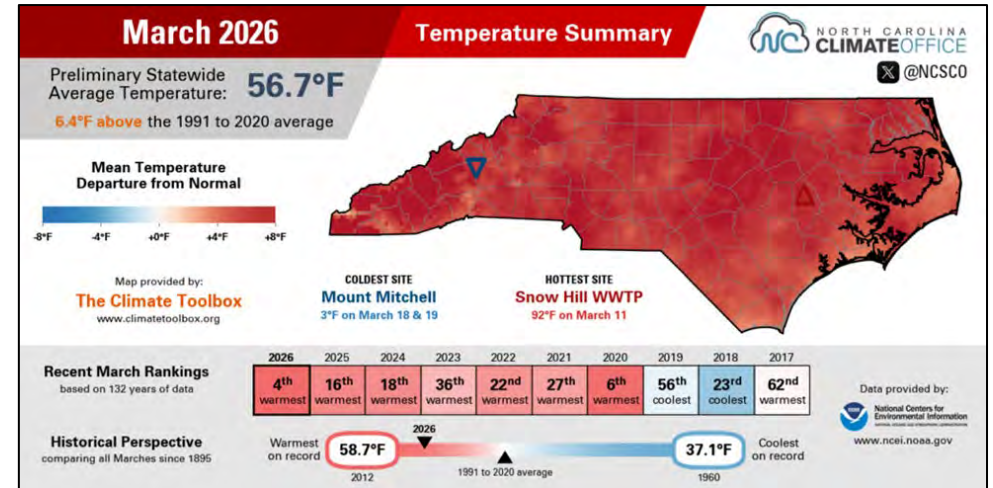 March 2026
Temperature Summary
NORTH CAROLINA
NC CLIMATEOFFICE
X @NCSCO
Preliminary Statewide
Average Temperature: 56.7°F
6.4°F above the 1991 to 2020 average
Mean Temperature
Departure from Normal
-8°F -4°F +0°F +4°F +8°F
Map provided by:
The Climate Toolbox
www.climatetoolbox.org
COLDEST SITE
Mount Mitchell
3°F on March 18 & 19
HOTTEST SITE
Snow Hill WWTP
92°F on March 11
Recent March Rankings
based on 132 years of data
2026 2025 2024 2023 2022 2021 2020 2019 2018 2017
4th 16th 18th 36th 22nd 27th 6th 56th 23rd 62nd
warmest warmest warmest warmest warmest warmest warmest coolest coolest warmest
Historical Perspective
comparing all Marches since 1895
Warmest
on record
58.7°F
2012
2026
1991 to 2020 average
37.1°F
1960
Coolest
on record
Data provided by:
National Centers for
Environmental Information
www.ncei.noaa.gov